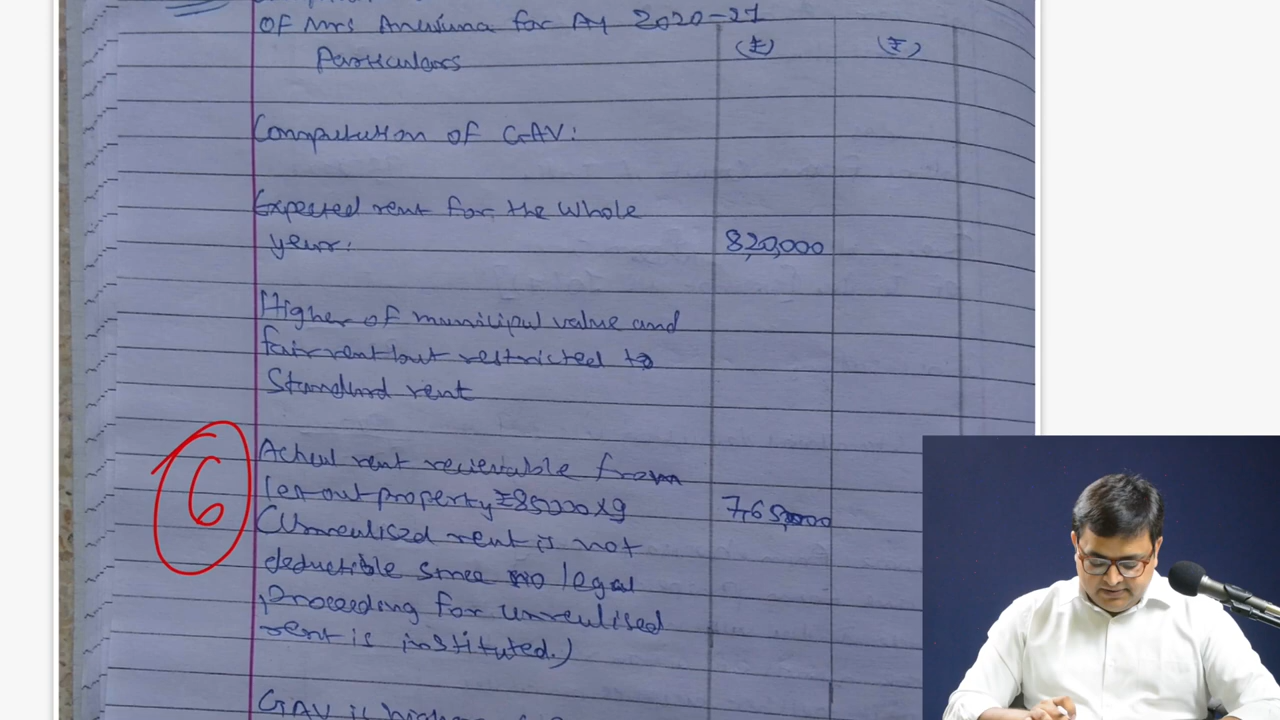 OF Mrs Anusuna for AY 2020-21
Particulars
(₹)
(₹)
Computation of GAV:
Expected rent for the whole
year:
8,20,000
Higher of municipal value and
fair rent but restricted to
Standard rent
6
Actual rent receivable from
let out property ₹85000x9
7,65,000
(Unrealised rent is not
deductible since no legal
proceeding for unrealised
rent is instituted.)
GAV is higher